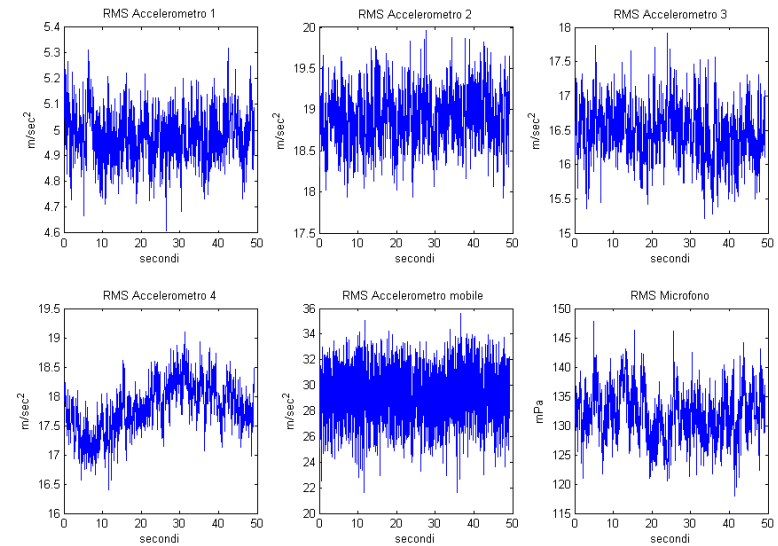 RMS Accelerometro 1
5.4
5.3
5.2
5.1
5
4.9
4.8
4.7
4.6
m/sec²
0 10 20 30 40 50
secondi
RMS Accelerometro 2
20
19.5
19
18.5
18
17.5
m/sec²
0 10 20 30 40 50
secondi
RMS Accelerometro 3
18
17.5
17
16.5
16
15.5
15
m/sec²
0 10 20 30 40 50
secondi
RMS Accelerometro 4
19.5
19
18.5
18
17.5
17
16.5
16
m/sec²
0 10 20 30 40 50
secondi
RMS Accelerometro mobile
36
34
32
30
28
26
24
22
20
m/sec²
0 10 20 30 40 50
secondi
RMS Microfono
150
145
140
135
130
125
120
115
mPa
0 10 20 30 40 50
secondi